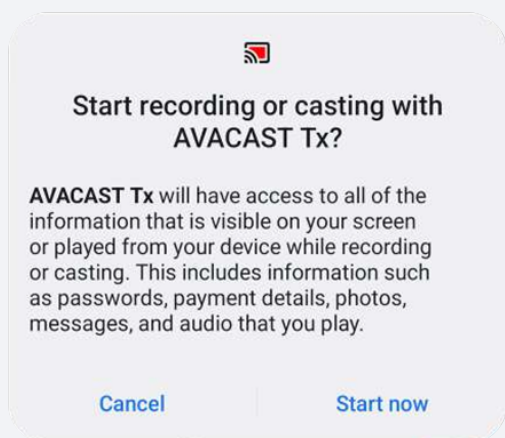 Start recording or casting with
AVACAST Tx?
AVACAST Tx will have access to all of the
information that is visible on your screen
or played from your device while recording
or casting. This includes information such
as passwords, payment details, photos,
messages, and audio that you play.
Cancel
Start now